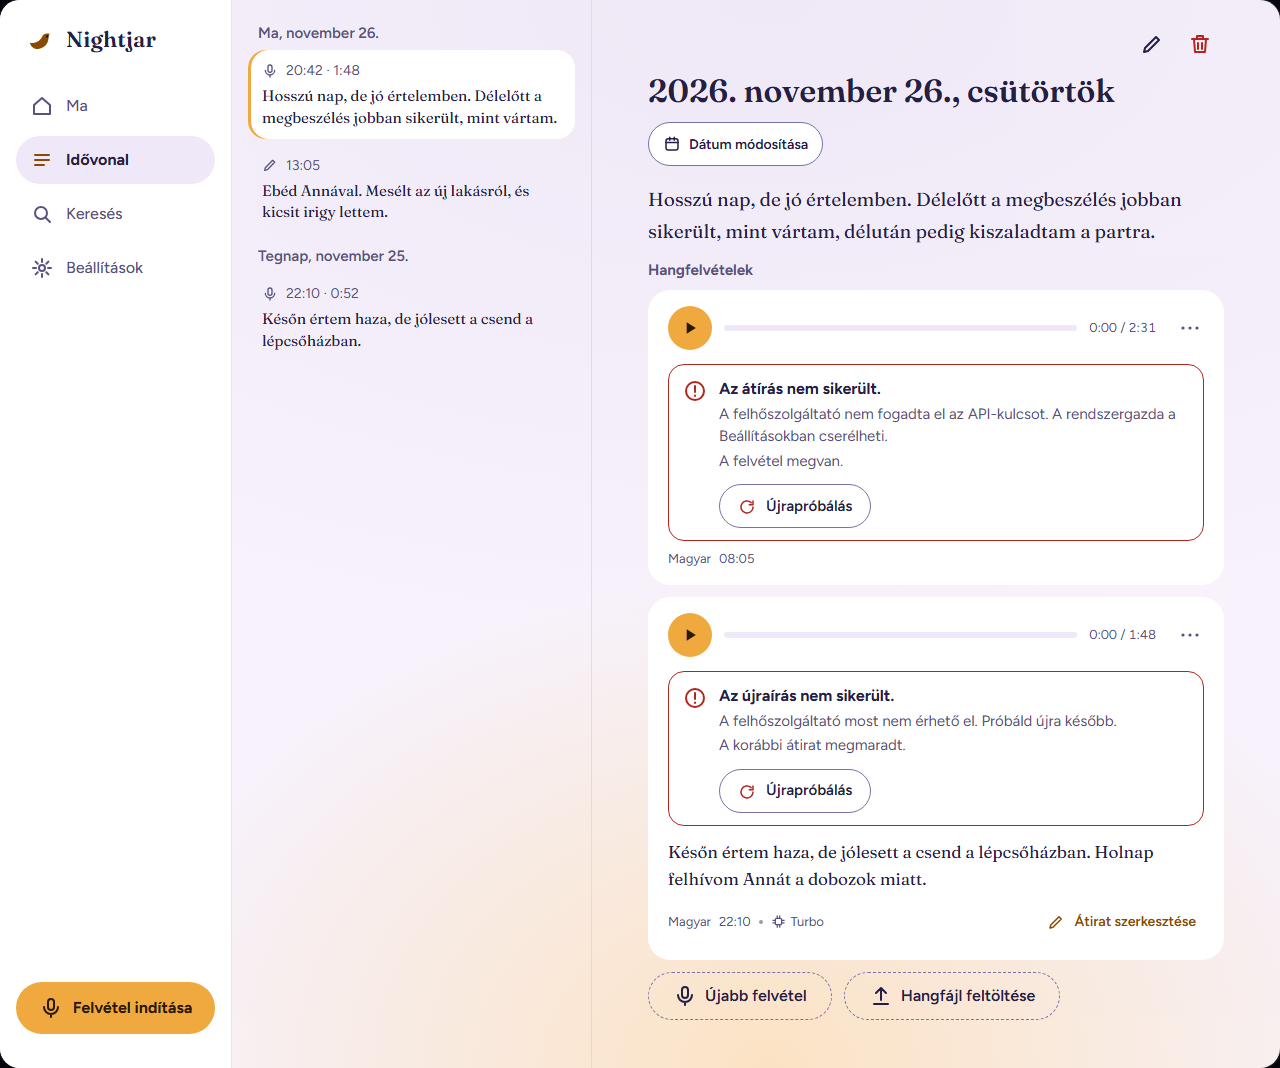 Nightjar
Ma
Idővonal
Keresés
Beállítások
Felvétel indítása
Ma, november 26.
20:42 · 1:48
Hosszú nap, de jó értelemben. Délelőtt a
megbeszélés jobban sikerült, mint vártam.
13:05
Ebéd Annával. Mesélt az új lakásról, és
kicsit irigy lettem.
Tegnap, november 25.
22:10 · 0:52
Későn értem haza, de jólesett a csend a
lépcsőházban.
2026. november 26., csütörtök
Dátum módosítása
Hosszú nap, de jó értelemben. Délelőtt a megbeszélés jobban
sikerült, mint vártam, délután pedig kiszaladtam a partra.
Hangfelvételek
0:00 / 2:31
Az átírás nem sikerült.
A felhőszolgáltató nem fogadta el az API-kulcsot. A rendszergazda a
Beállításokban cserélheti.
A felvétel megvan.
Újrapróbálás
Magyar 08:05
0:00 / 1:48
Az újraírás nem sikerült.
A felhőszolgáltató most nem érhető el. Próbáld újra később.
A korábbi átirat megmaradt.
Újrapróbálás
Későn értem haza, de jólesett a csend a lépcsőházban. Holnap
felhívom Annát a dobozok miatt.
Magyar 22:10 • Turbo
Átirat szerkesztése
Újabb felvétel
Hangfájl feltöltése